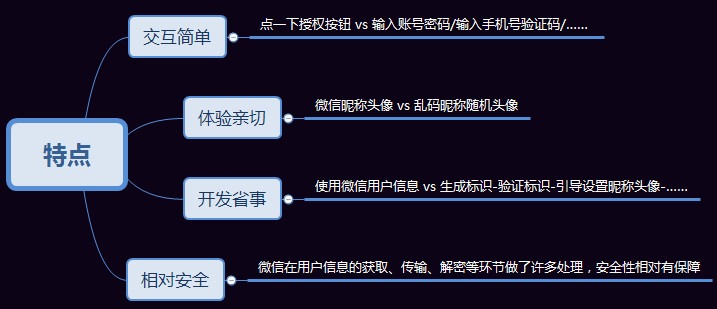 特点
交互简单
点一下授权按钮 vs 输入账号密码/输入手机号验证码/......
体验亲切
微信昵称头像 vs 乱码昵称随机头像
开发省事
使用微信用户信息 vs 生成标识-验证标识-引导设置昵称头像-......
相对安全
微信在用户信息的获取、传输、解密等环节做了许多处理，安全性相对有保障